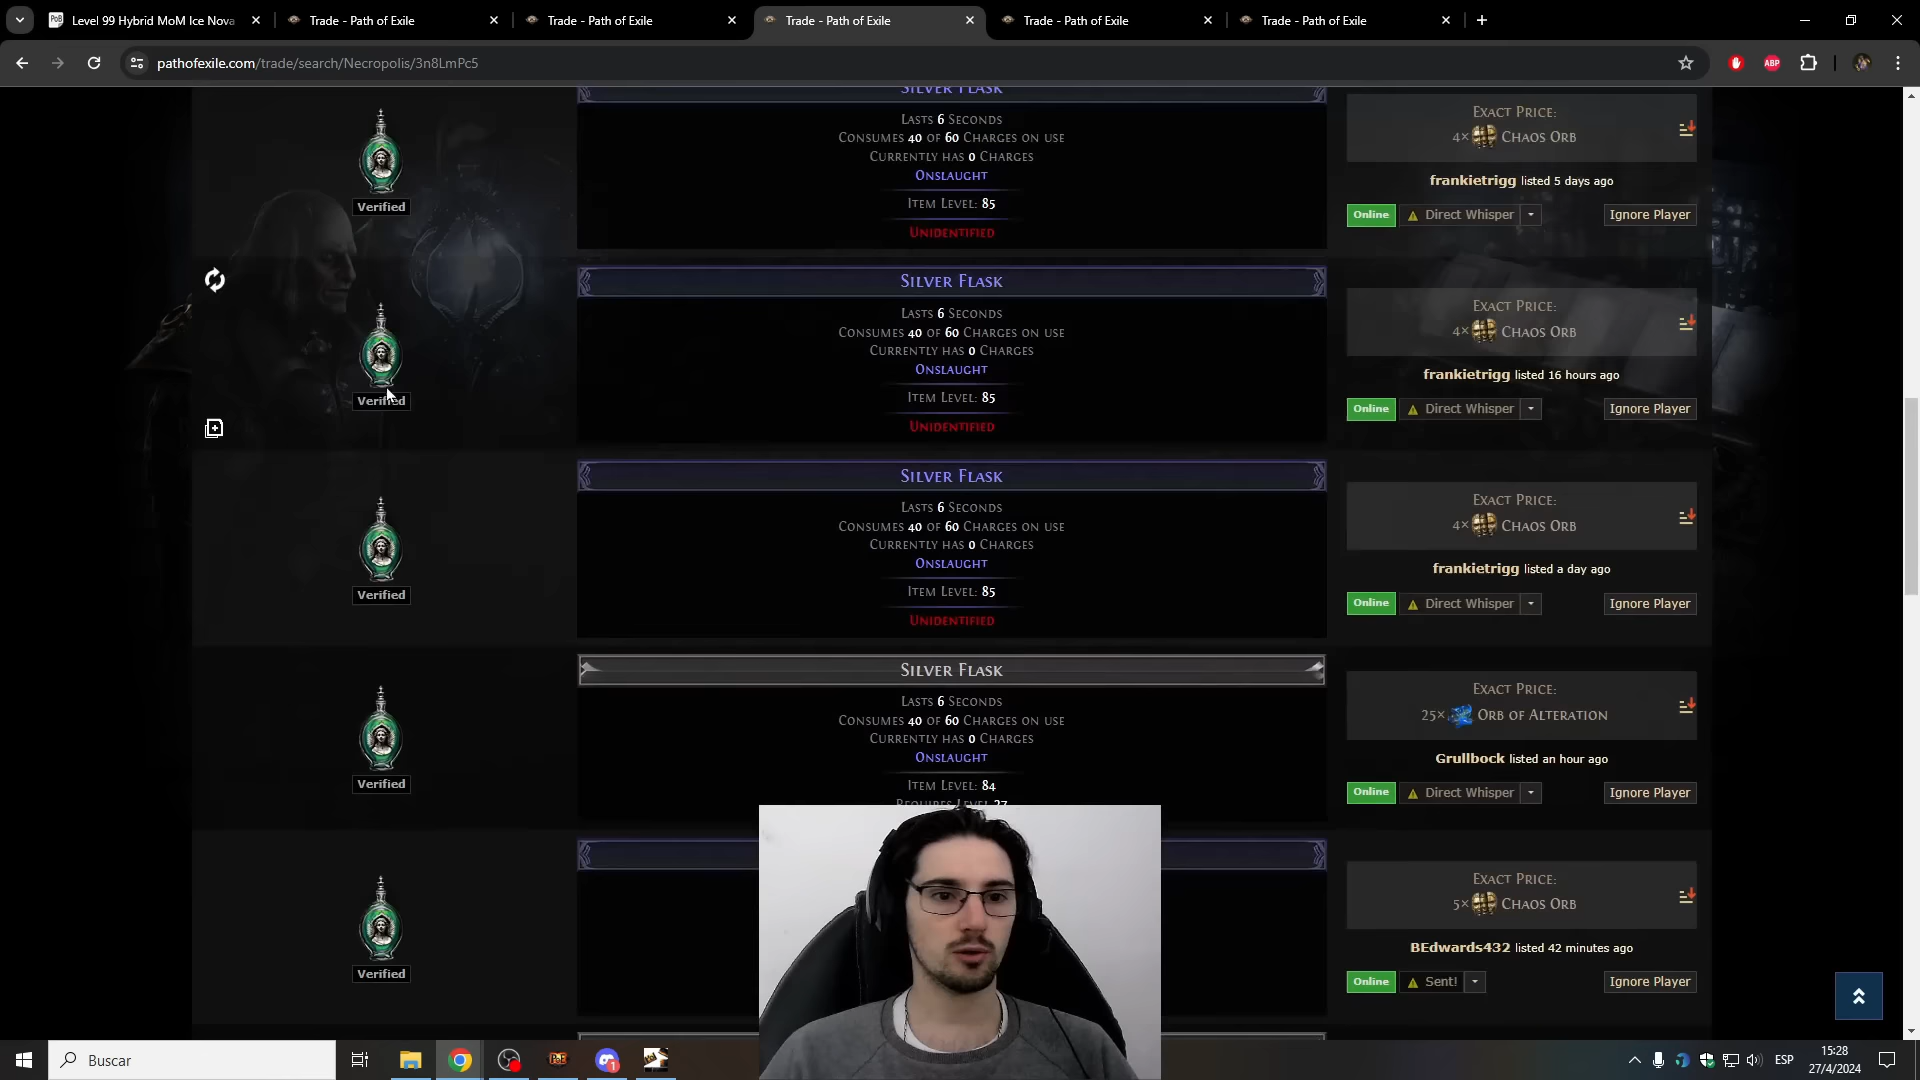 Level 99 Hybrid MoM Ice Nova
Trade - Path of Exile
Trade - Path of Exile
Trade - Path of Exile
Trade - Path of Exile
Trade - Path of Exile
pathofexile.com/trade/search/Necropolis/3n8LmPc5
ABP
Silver Flask
Lasts 6 Seconds
Consumes 40 of 60 Charges on use
Currently has 0 Charges
Onslaught
Item Level: 85
Unidentified
Verified
Exact Price:
4× Chaos Orb
frankietrigg listed 5 days ago
Online Direct Whisper Ignore Player
Silver Flask
Lasts 6 Seconds
Consumes 40 of 60 Charges on use
Currently has 0 Charges
Onslaught
Item Level: 85
Unidentified
Verified
Exact Price:
4× Chaos Orb
frankietrigg listed 16 hours ago
Online Direct Whisper Ignore Player
Silver Flask
Lasts 6 Seconds
Consumes 40 of 60 Charges on use
Currently has 0 Charges
Onslaught
Item Level: 85
Unidentified
Verified
Exact Price:
4× Chaos Orb
frankietrigg listed a day ago
Online Direct Whisper Ignore Player
Silver Flask
Lasts 6 Seconds
Consumes 40 of 60 Charges on use
Currently has 0 Charges
Onslaught
Item Level: 84
Requires Level 27
Verified
Exact Price:
25× Orb of Alteration
Grullbock listed an hour ago
Online Direct Whisper Ignore Player
Verified
Exact Price:
5× Chaos Orb
BEdwards432 listed 42 minutes ago
Online Sent! Ignore Player
Buscar
ESP
15:28
27/4/2024